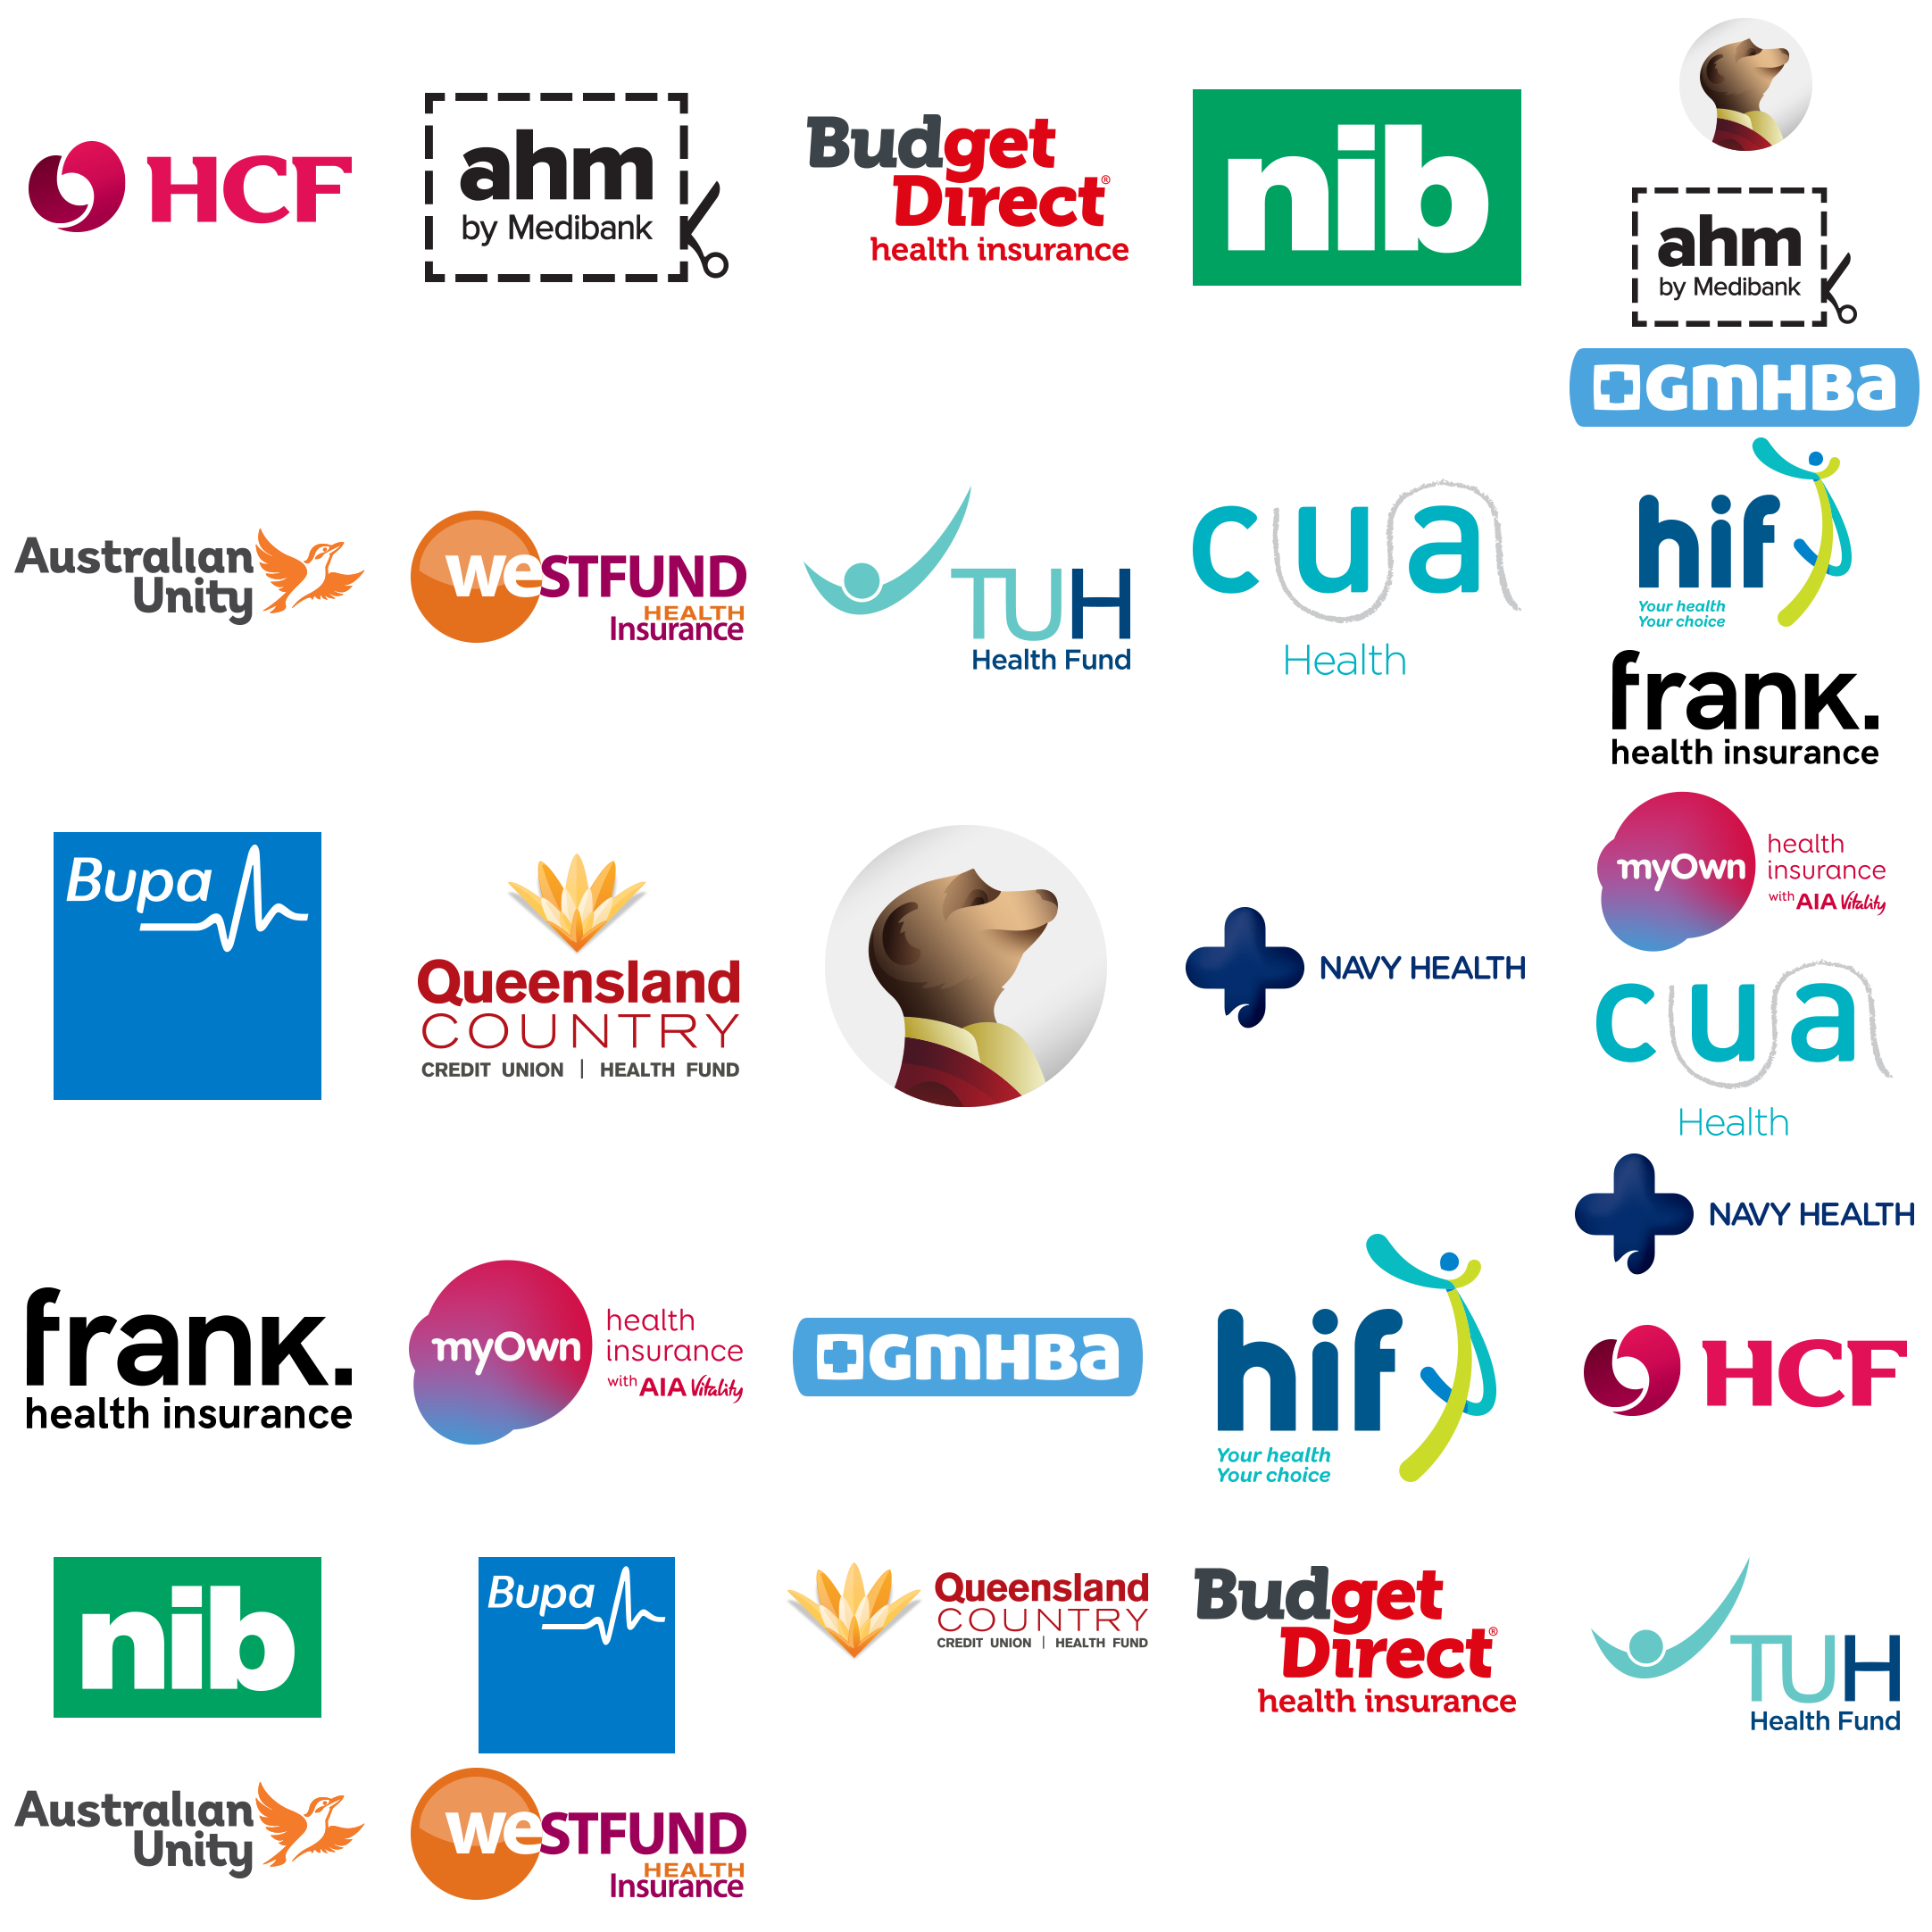 HCF
ahm
by Medibank
Budget
Direct®
health insurance
nib
ahm
by Medibank
GMHBa
Australian
Unity
WeSTFUND
HEALTH
Insurance
TUH
Health Fund
cua
Health
hif
Your health
Your choice
frank.
health insurance
Bupa
Queensland
COUNTRY
CREDIT UNION | HEALTH FUND
NAVY HEALTH
myOwn
health
insurance
with AIA Vitality
cua
Health
NAVY HEALTH
frank.
health insurance
myOwn
health
insurance
with AIA Vitality
GMHBa
hif
Your health
Your choice
HCF
nib
Bupa
Queensland
COUNTRY
CREDIT UNION | HEALTH FUND
Budget
Direct®
health insurance
TUH
Health Fund
Australian
Unity
WeSTFUND
HEALTH
Insurance